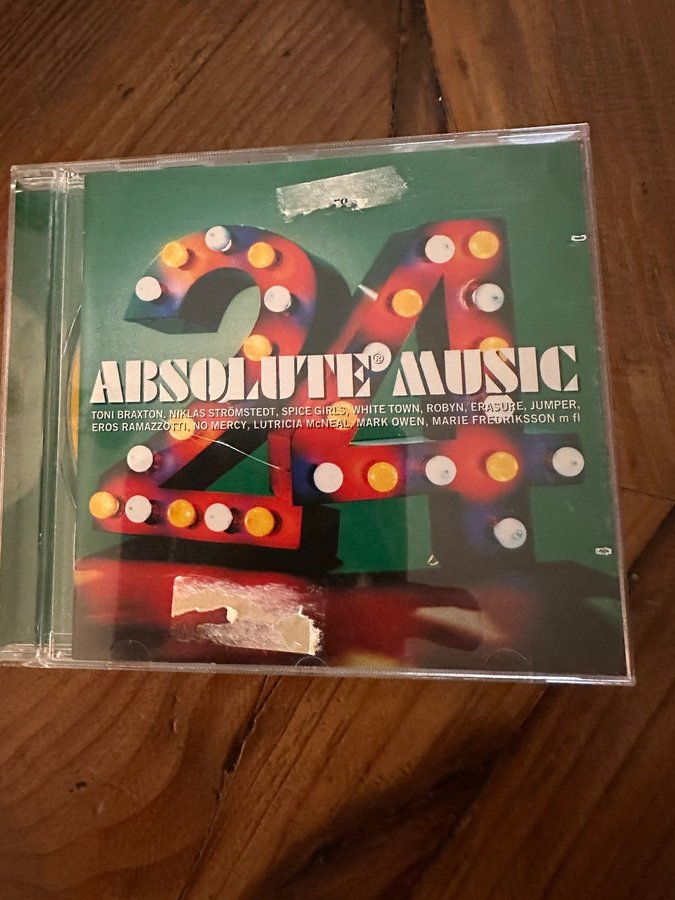 24
ABSOLUTE® MUSIC
TONI BRAXTON, NIKLAS STRÖMSTEDT, SPICE GIRLS, WHITE TOWN, ROBYN, ERASURE, JUMPER,
EROS RAMAZZOTTI, NO MERCY, LUTRICIA McNEAL, MARK OWEN, MARIE FREDRIKSSON m fl